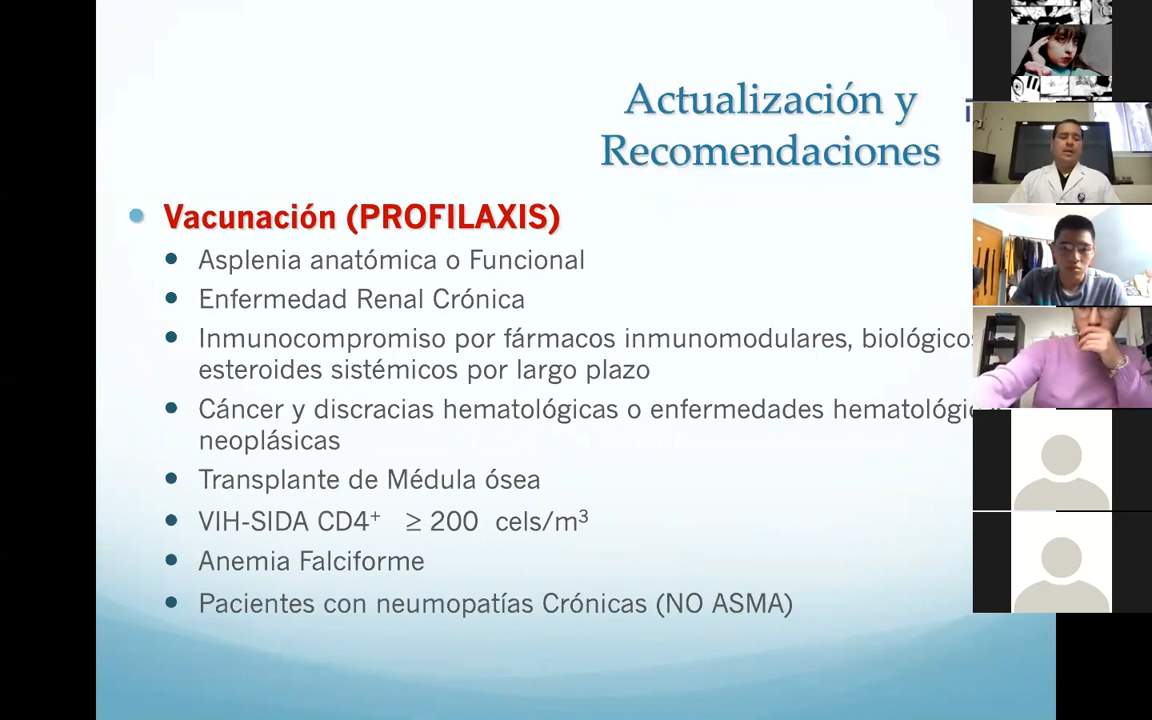 Actualización y
Recomendaciones
Vacunación (PROFILAXIS)
Asplenia anatómica o Funcional
Enfermedad Renal Crónica
Inmunocompromiso por fármacos inmunomodulares,
esteroides sistémicos por largo plazo
Cáncer y discracias hematológicas o enfermedades
neoplásicas
Transplante de Médula ósea
VIH-SIDA CD4⁺ ≥ 200 cels/m³
Anemia Falciforme
Pacientes con neumopatías Crónicas (NO ASMA)